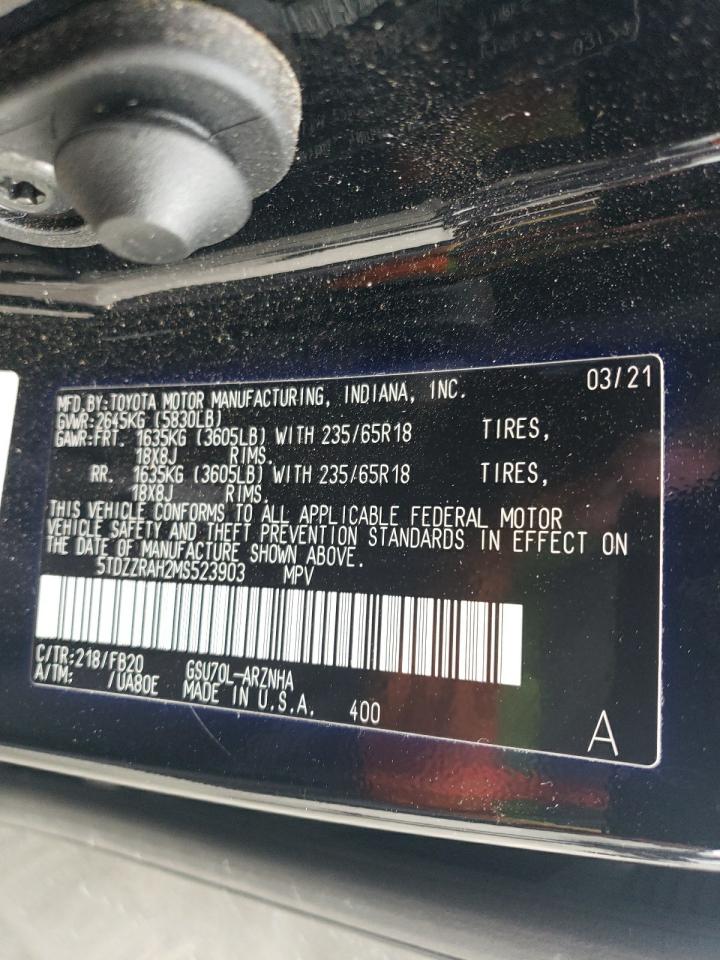 03/21
MFD.BY:TOYOTA MOTOR MANUFACTURING, INDIANA, INC.
GVWR:2645KG (5830LB)
GAWR:FRT. 1635KG (3605LB) WITH 235/65R18 TIRES,
18X8J RIMS.
RR. 1635KG (3605LB) WITH 235/65R18 TIRES,
18X8J RIMS.
THIS VEHICLE CONFORMS TO ALL APPLICABLE FEDERAL MOTOR
VEHICLE SAFETY AND THEFT PREVENTION STANDARDS IN EFFECT ON
THE DATE OF MANUFACTURE SHOWN ABOVE.
5TDZZRAH2MS523903 MPV
C/TR:218/FB20 GSU70L-ARZNHA
A/TM: /UA80E MADE IN U.S.A. 400
A